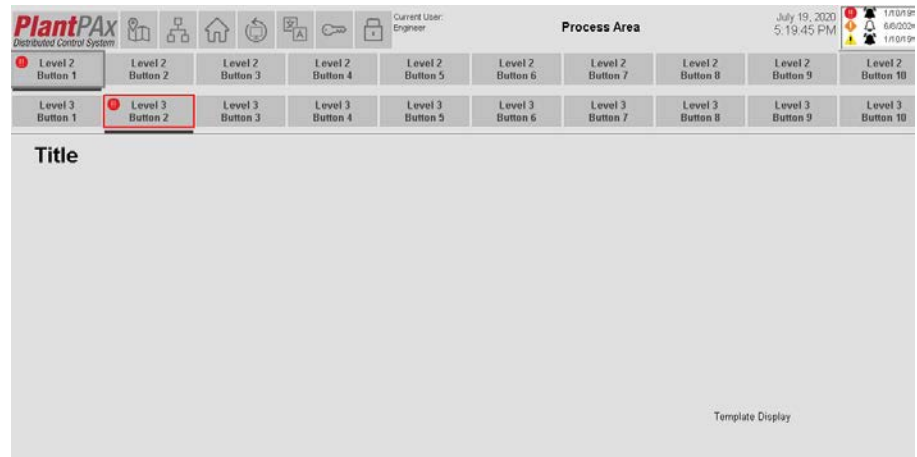 PlantPAx
Distributed Control System
Current User:
Engineer
Process Area
July 19, 2020
5:19:45 PM
Level 2 Button 1
Level 2 Button 2
Level 2 Button 3
Level 2 Button 4
Level 2 Button 5
Level 2 Button 6
Level 2 Button 7
Level 2 Button 8
Level 2 Button 9
Level 2 Button 10
Level 3 Button 1
Level 3 Button 2
Level 3 Button 3
Level 3 Button 4
Level 3 Button 5
Level 3 Button 6
Level 3 Button 7
Level 3 Button 8
Level 3 Button 9
Level 3 Button 10
Title
Template Display